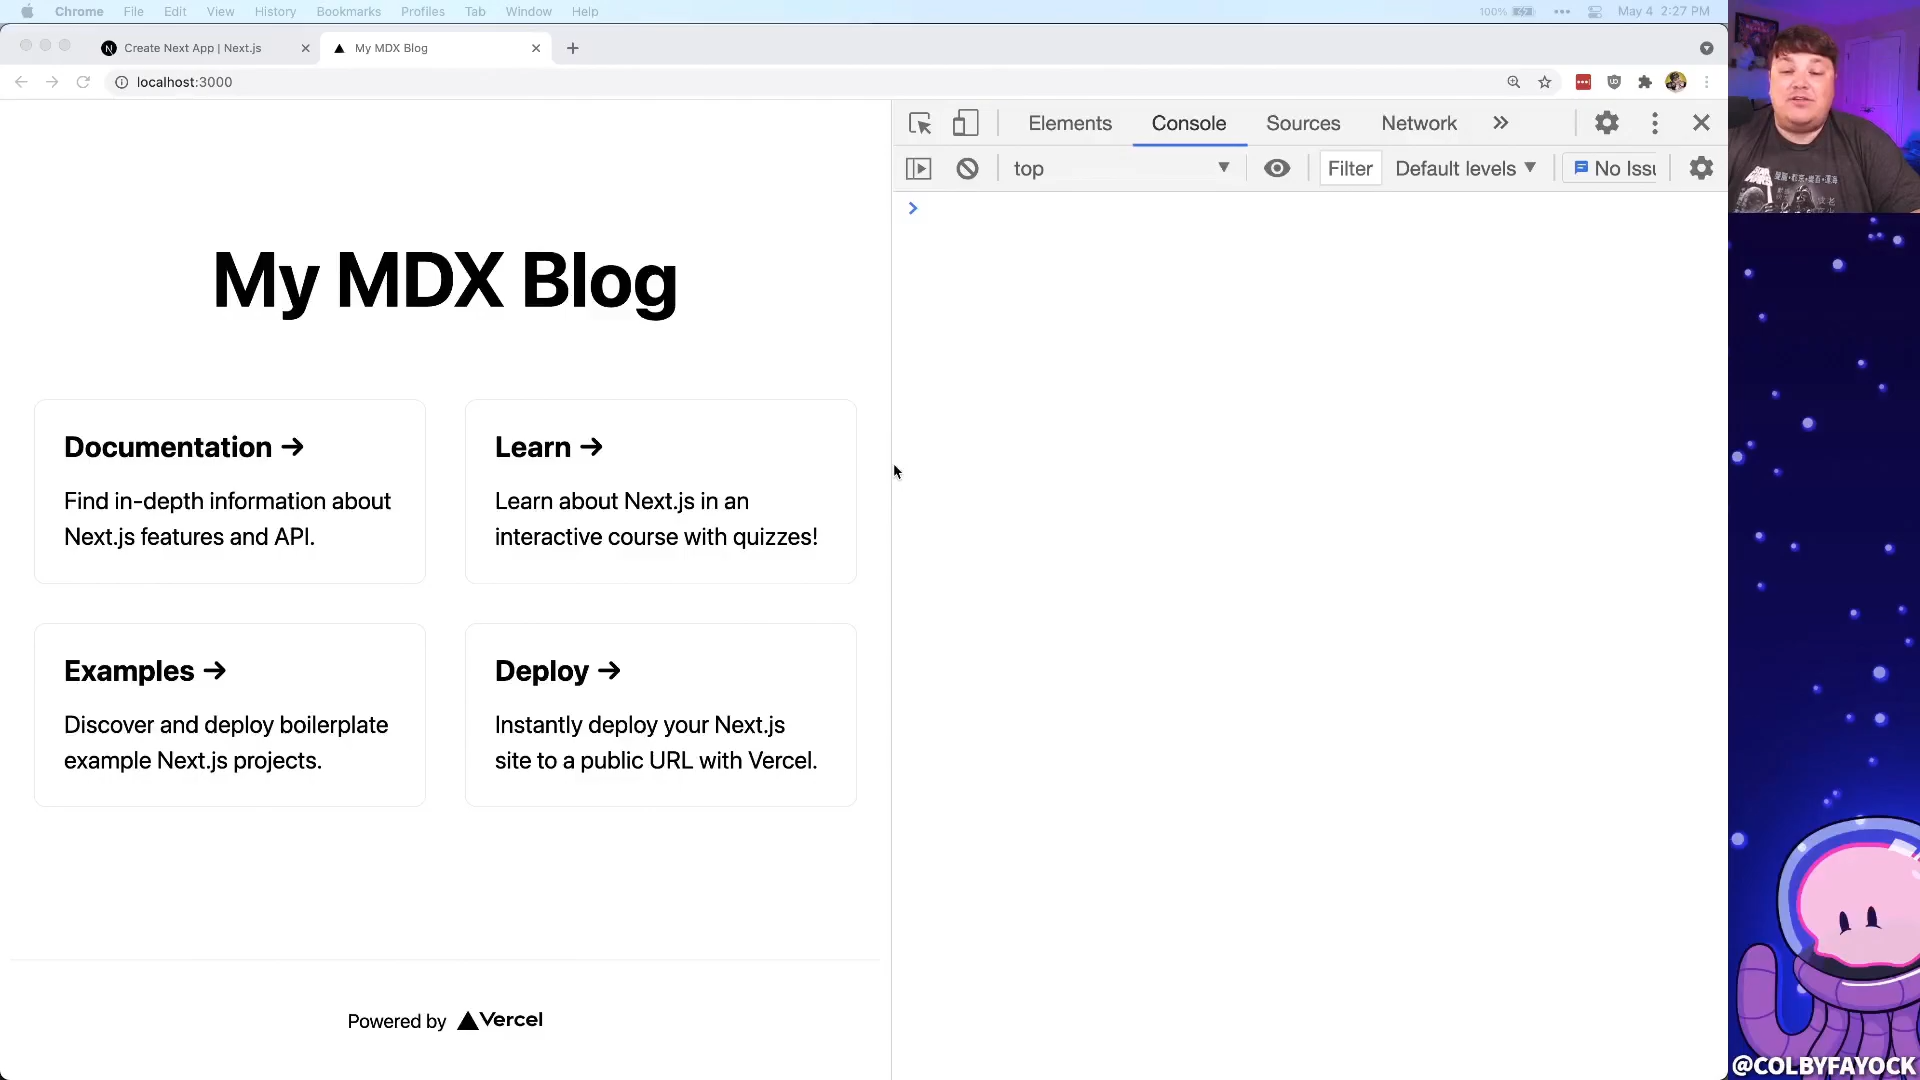 Chrome File Edit View History Bookmarks Profiles Tab Window Help 100% May 4 2:27 PM
Create Next App | Next.js My MDX Blog
localhost:3000
Elements Console Sources Network
top Filter Default levels No Issu
My MDX Blog
Documentation →
Find in-depth information about
Next.js features and API.
Learn →
Learn about Next.js in an
interactive course with quizzes!
Examples →
Discover and deploy boilerplate
example Next.js projects.
Deploy →
Instantly deploy your Next.js
site to a public URL with Vercel.
Powered by Vercel
@COLBYFAYOCK